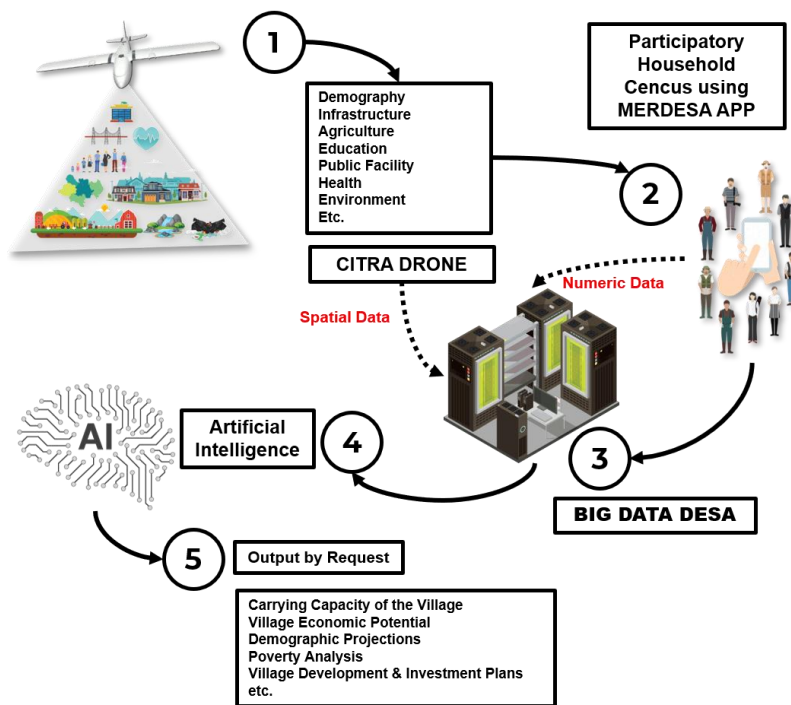 1
Demography
Infrastructure
Agriculture
Education
Public Facility
Health
Environment
Etc.
CITRA DRONE
Participatory
Household
Cencus using
MERDESA APP
2
Spatial Data
Numeric Data
3
BIG DATA DESA
AI
Artificial
Intelligence
4
5
Output by Request
Carrying Capacity of the Village
Village Economic Potential
Demographic Projections
Poverty Analysis
Village Development & Investment Plans
etc.